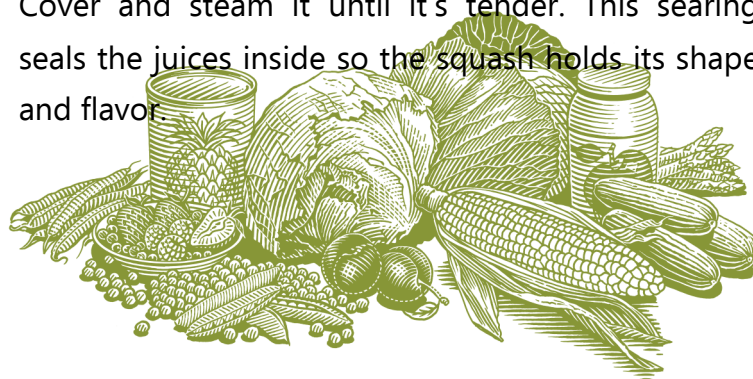 Cover and steam it until it's tender. This searing
seals the juices inside so the squash holds its shape
and flavor.